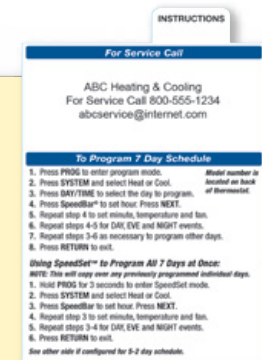 INSTRUCTIONS
For Service Call
ABC Heating & Cooling
For Service Call 800-555-1234
abcservice@internet.com
To Program 7 Day Schedule
1. Press PROG to enter program mode.
2. Press SYSTEM and select Heat or Cool.
3. Press DAY/TIME to select the day to program.
4. Press SpeedBar® to set hour. Press NEXT.
5. Repeat step 4 to set minute, temperature and fan.
6. Repeat steps 4-5 for DAY, EVE and NIGHT events.
7. Repeat steps 3-6 as necessary to program other days.
8. Press RETURN to exit.
Model number is
located on back
of thermostat.
Using SpeedSet™ to Program All 7 Days at Once:
NOTE: This will copy over any previously programmed individual days.
1. Hold PROG for 3 seconds to enter SpeedSet mode.
2. Press SYSTEM and select Heat or Cool.
3. Press SpeedBar to set hour. Press NEXT.
4. Repeat step 3 to set minute, temperature and fan.
5. Repeat steps 3-4 for DAY, EVE and NIGHT events.
6. Press RETURN to exit.
See other side if configured for 5-2 day schedule.